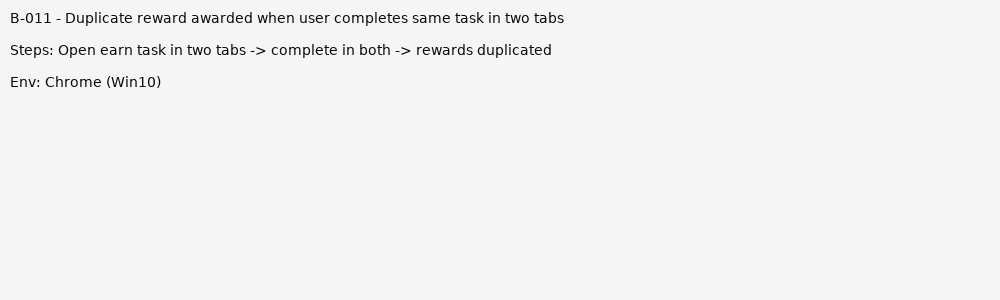 B-011 - Duplicate reward awarded when user completes same task in two tabs
Steps: Open earn task in two tabs -> complete in both -> rewards duplicated
Env: Chrome (Win10)